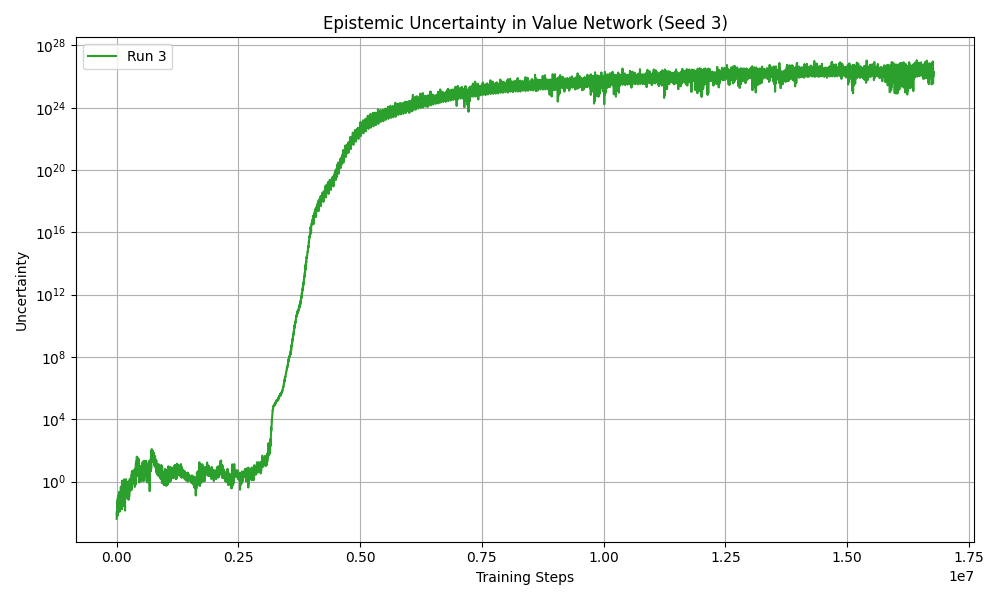 Epistemic Uncertainty in Value Network (Seed 3)
Run 3
10^28
10^24
10^20
10^16
10^12
10^8
10^4
10^0
Uncertainty
0.00 0.25 0.50 0.75 1.00 1.25 1.50 1.75
1e7
Training Steps